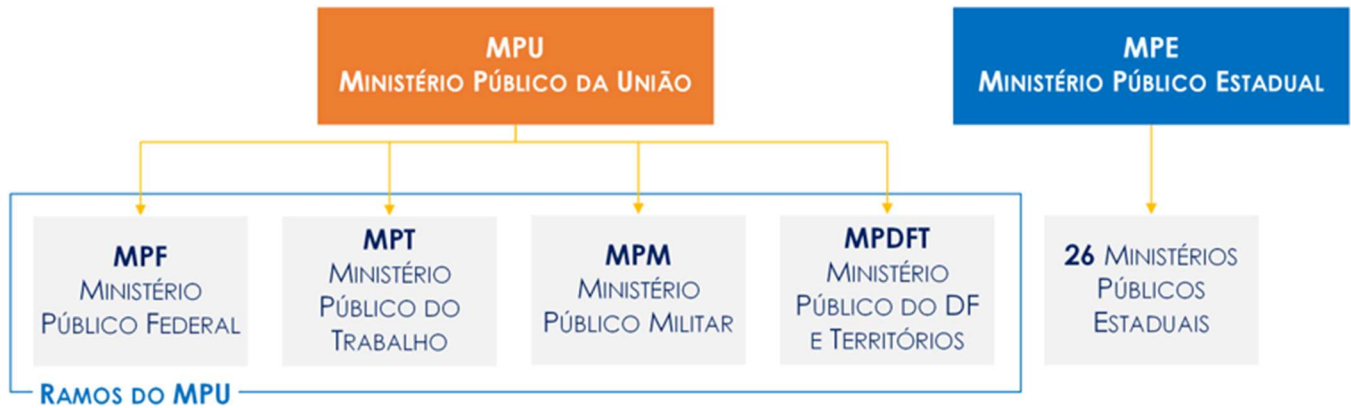 MPU
MINISTÉRIO PÚBLICO DA UNIÃO
MPE
MINISTÉRIO PÚBLICO ESTADUAL
MPF
MINISTÉRIO
PÚBLICO FEDERAL
MPT
MINISTÉRIO
PÚBLICO DO
TRABALHO
MPM
MINISTÉRIO
PÚBLICO MILITAR
MPDFT
MINISTÉRIO
PÚBLICO DO DF
E TERRITÓRIOS
26 MINISTÉRIOS
PÚBLICOS
ESTADUAIS
RAMOS DO MPU